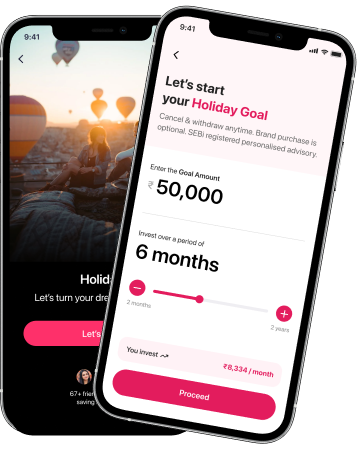 9:41
Holid
Let's turn your dre
Let's
67+ frien
saving
9:41
Let's start
your Holiday Goal
Cancel & withdraw anytime. Brand purchase is
optional. SEBI registered personalised advisory.
Enter the Goal Amount
₹ 50,000
Invest over a period of
6 months
2 months
2 years
You invest
₹8,334 / month
Proceed